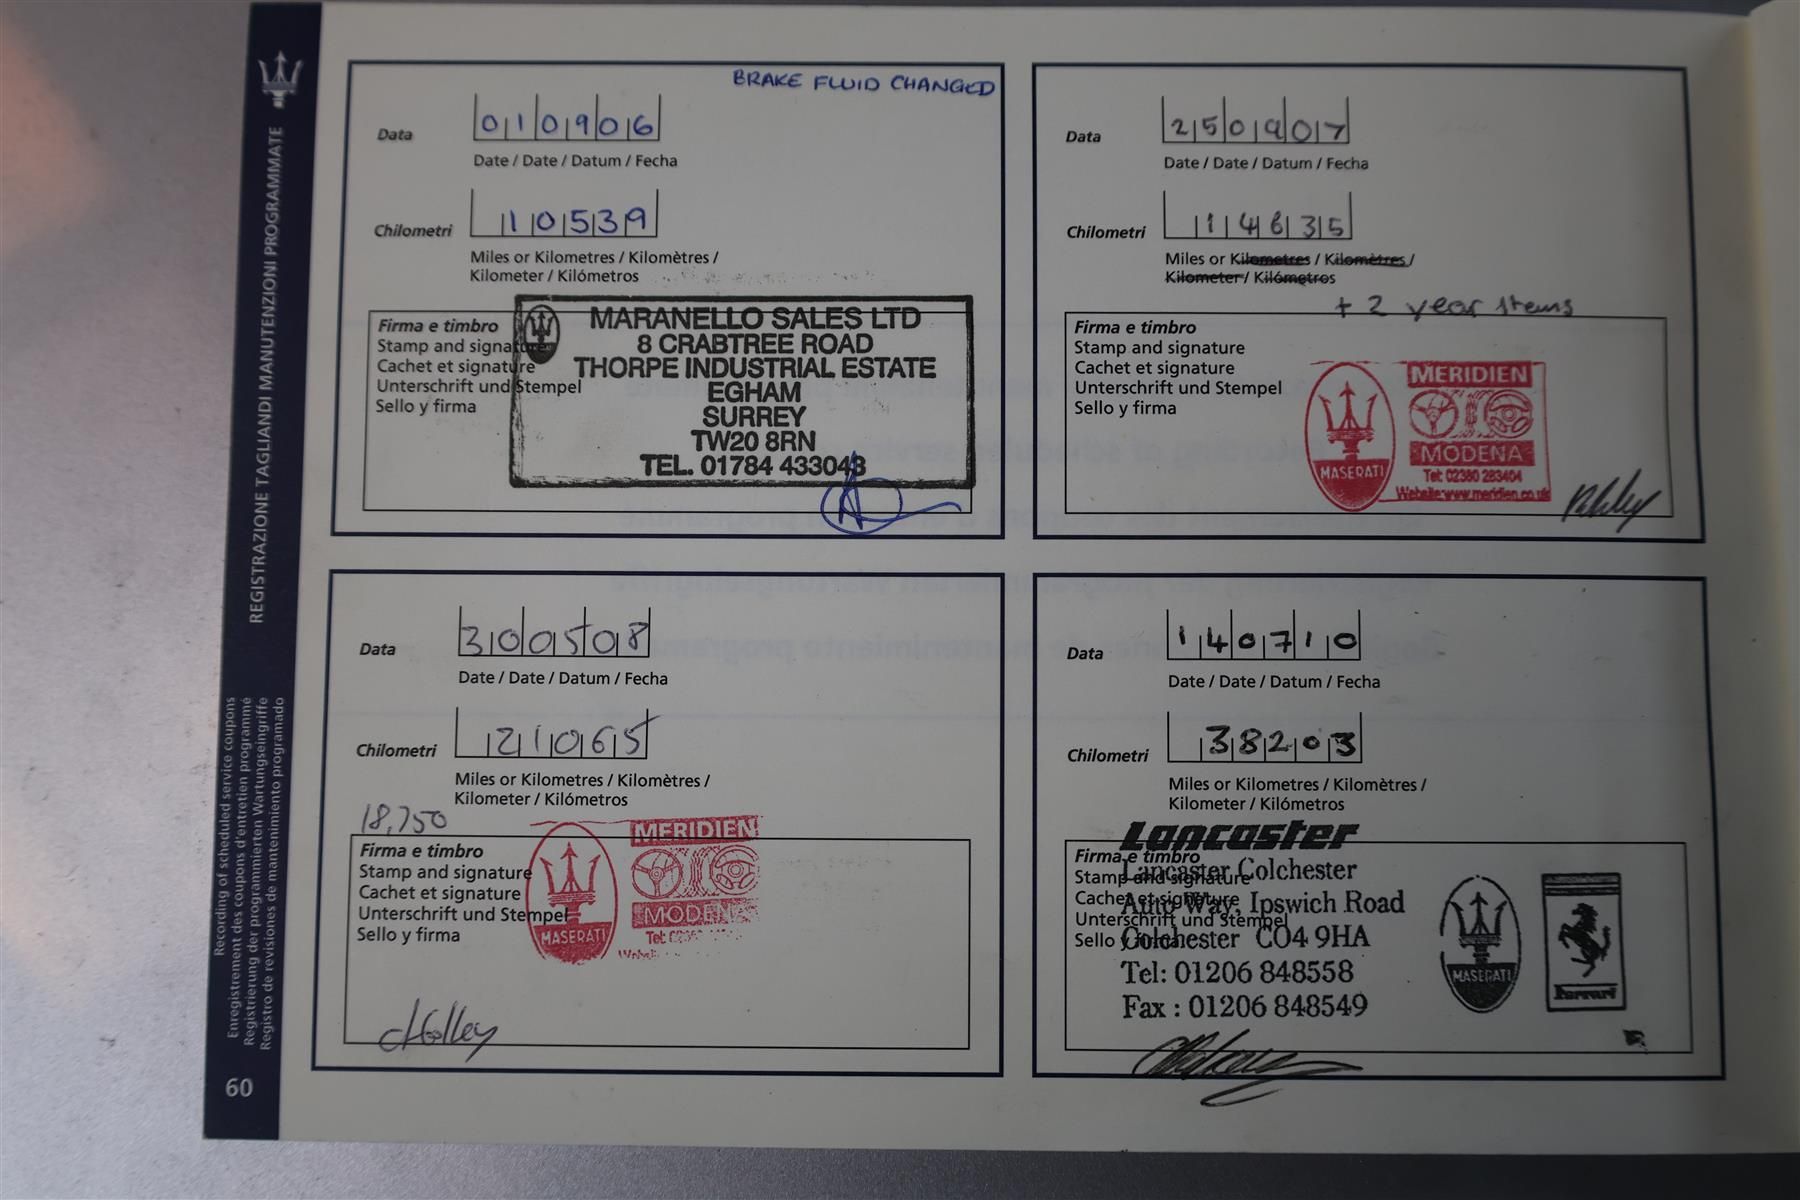 REGISTRAZIONE TAGLIANDI MANUTENZIONI PROGRAMMATE
Recording of scheduled service coupons
Enregistrement des coupons d'entretien programmé
Registrierung der programmierten Wartungseingriffe
Registro de revisiones de mantenimiento programado
60
BRAKE FLUID CHANGED
Data 010906
Date / Date / Datum / Fecha
Chilometri 10539
Miles or Kilometres / Kilomètres /
Kilometer / Kilómetros
Firma e timbro
Stamp and signature
Cachet et signature
Unterschrift und Stempel
Sello y firma
MARANELLO SALES LTD
8 CRABTREE ROAD
THORPE INDUSTRIAL ESTATE
EGHAM
SURREY
TW20 8RN
TEL. 01784 433043
Data 250907
Date / Date / Datum / Fecha
Chilometri 14635
Miles or Kilometres / Kilomètres /
Kilometer / Kilómetros
+ 2 year items
Firma e timbro
Stamp and signature
Cachet et signature
Unterschrift und Stempel
Sello y firma
MASERATI
MERIDIEN
MODENA
Tel: 02380 283404
Website:www.meridien.co.uk
Data 300508
Date / Date / Datum / Fecha
Chilometri 21065
Miles or Kilometres / Kilomètres /
Kilometer / Kilómetros
18,750
Firma e timbro
Stamp and signature
Cachet et signature
Unterschrift und Stempel
Sello y firma
MASERATI
MERIDIEN
MODENA
Data 140710
Date / Date / Datum / Fecha
Chilometri 38203
Miles or Kilometres / Kilomètres /
Kilometer / Kilómetros
Firma e timbro
Stamp and signature
Cachet et signature
Unterschrift und Stempel
Sello y firma
Lancaster
Lancaster Colchester
Auto Way, Ipswich Road
Colchester CO4 9HA
Tel: 01206 848558
Fax : 01206 848549
MASERATI
Ferrari